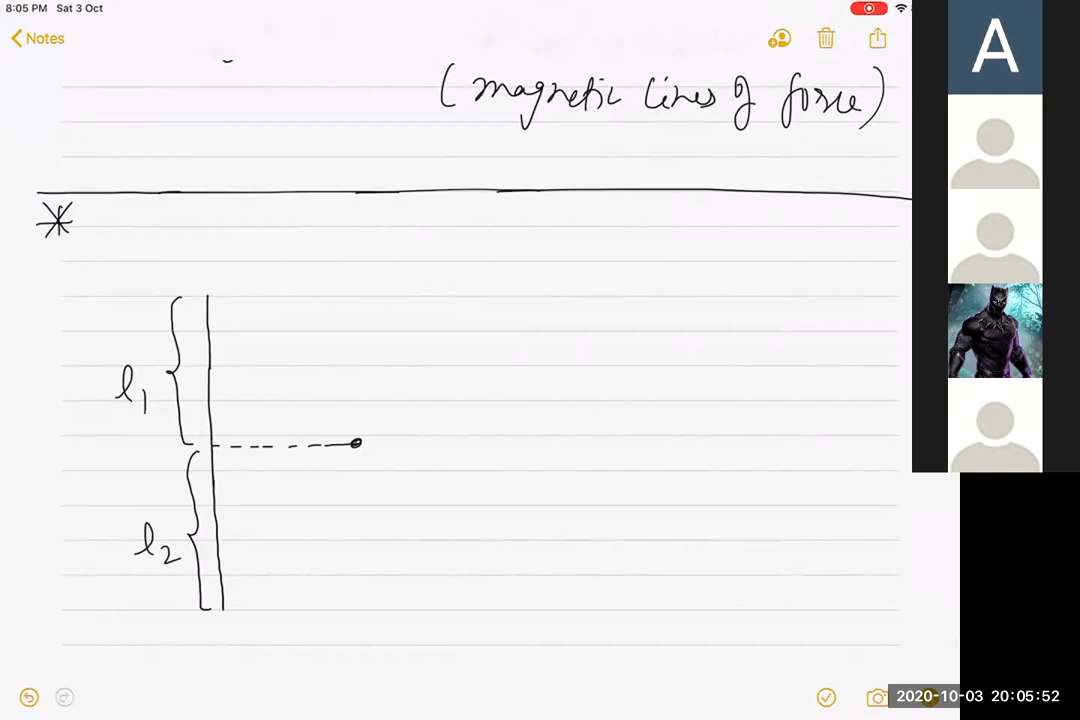 8:05 PM Sat 3 Oct
Notes
(magnetic lines of force)
l1
l2
A
2020-10-03 20:05:52